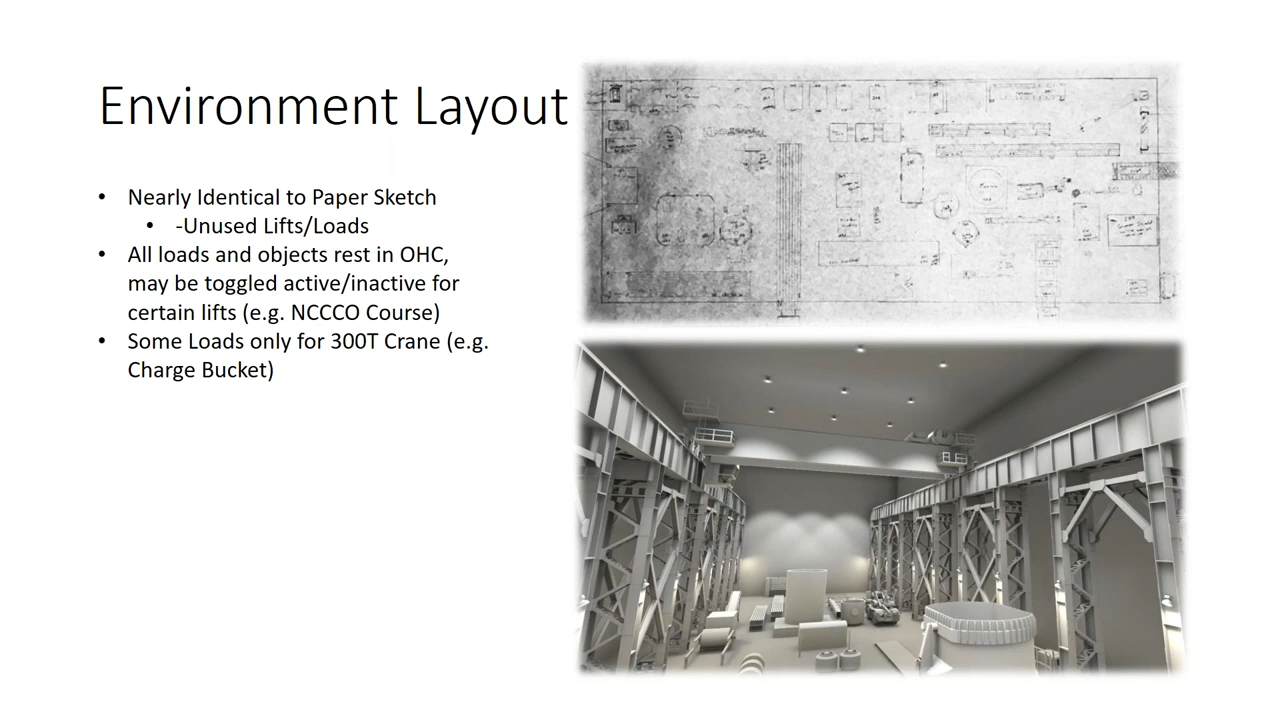 Environment Layout
• Nearly Identical to Paper Sketch
• -Unused Lifts/Loads
• All loads and objects rest in OHC,
may be toggled active/inactive for
certain lifts (e.g. NCCCO Course)
• Some Loads only for 300T Crane (e.g.
Charge Bucket)